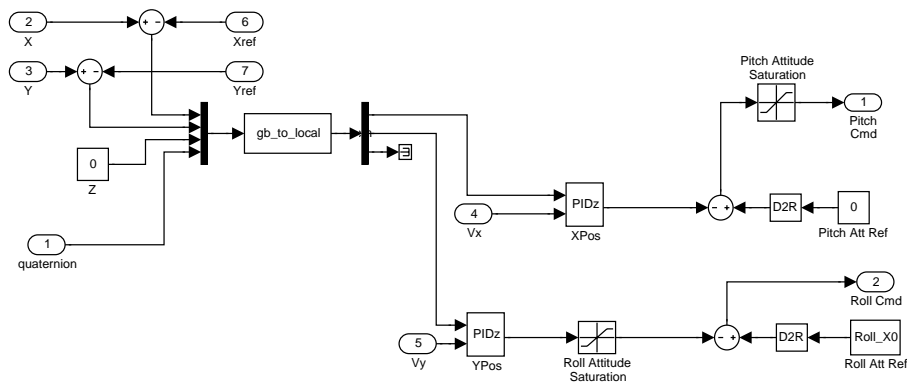 2
X
6
Xref
3
Y
7
Yref
+ -
+ -
0
Z
1
quaternion
gb_to_local
4
Vx
PIDz
XPos
5
Vy
PIDz
YPos
Pitch Attitude
Saturation
1
Pitch
Cmd
- +
D2R
0
Pitch Att Ref
Roll Attitude
Saturation
2
Roll Cmd
- +
D2R
Roll_X0
Roll Att Ref